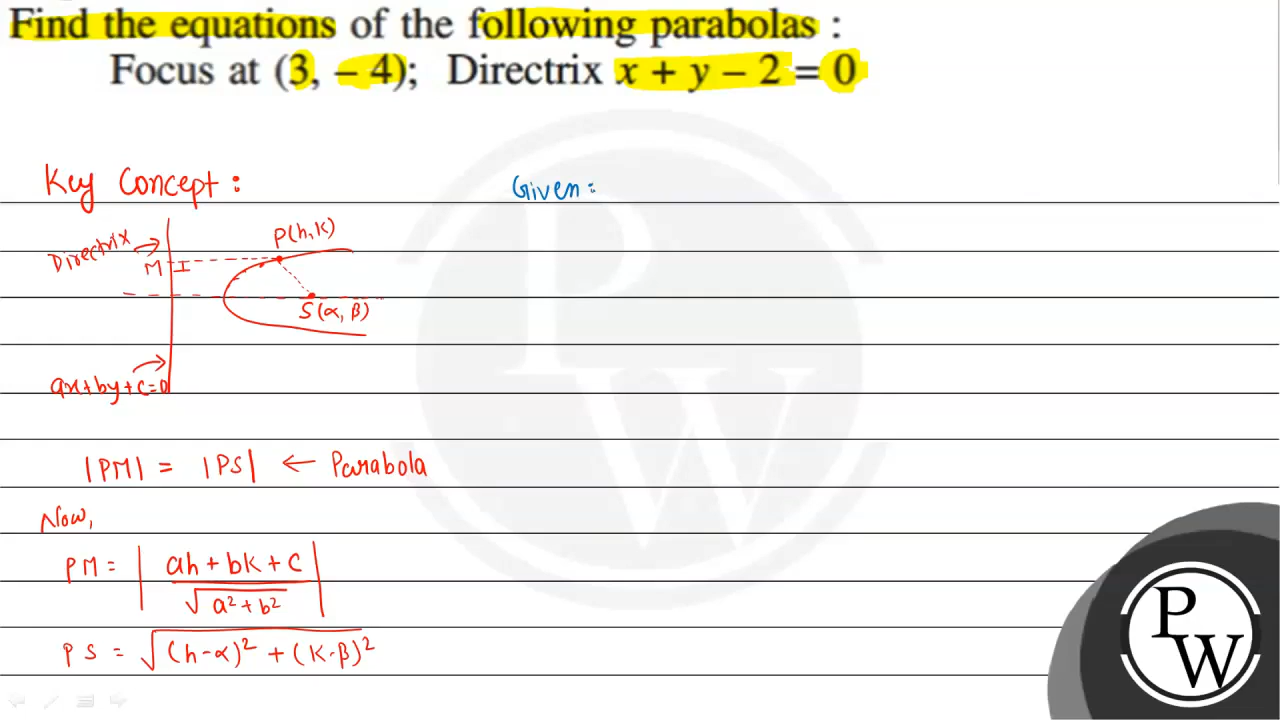 Find the equations of the following parabolas :
Focus at (3, – 4); Directrix x + y – 2 = 0
Key Concept :
Given :
Directrix
P(h,k)
M
S(α, β)
ax+by+c=0
|PM| = |PS| ← Parabola
Now,
PM = | ah + bk + c / √a² + b² |
PS = √(h-α)² + (k-β)²
P
W
P
W